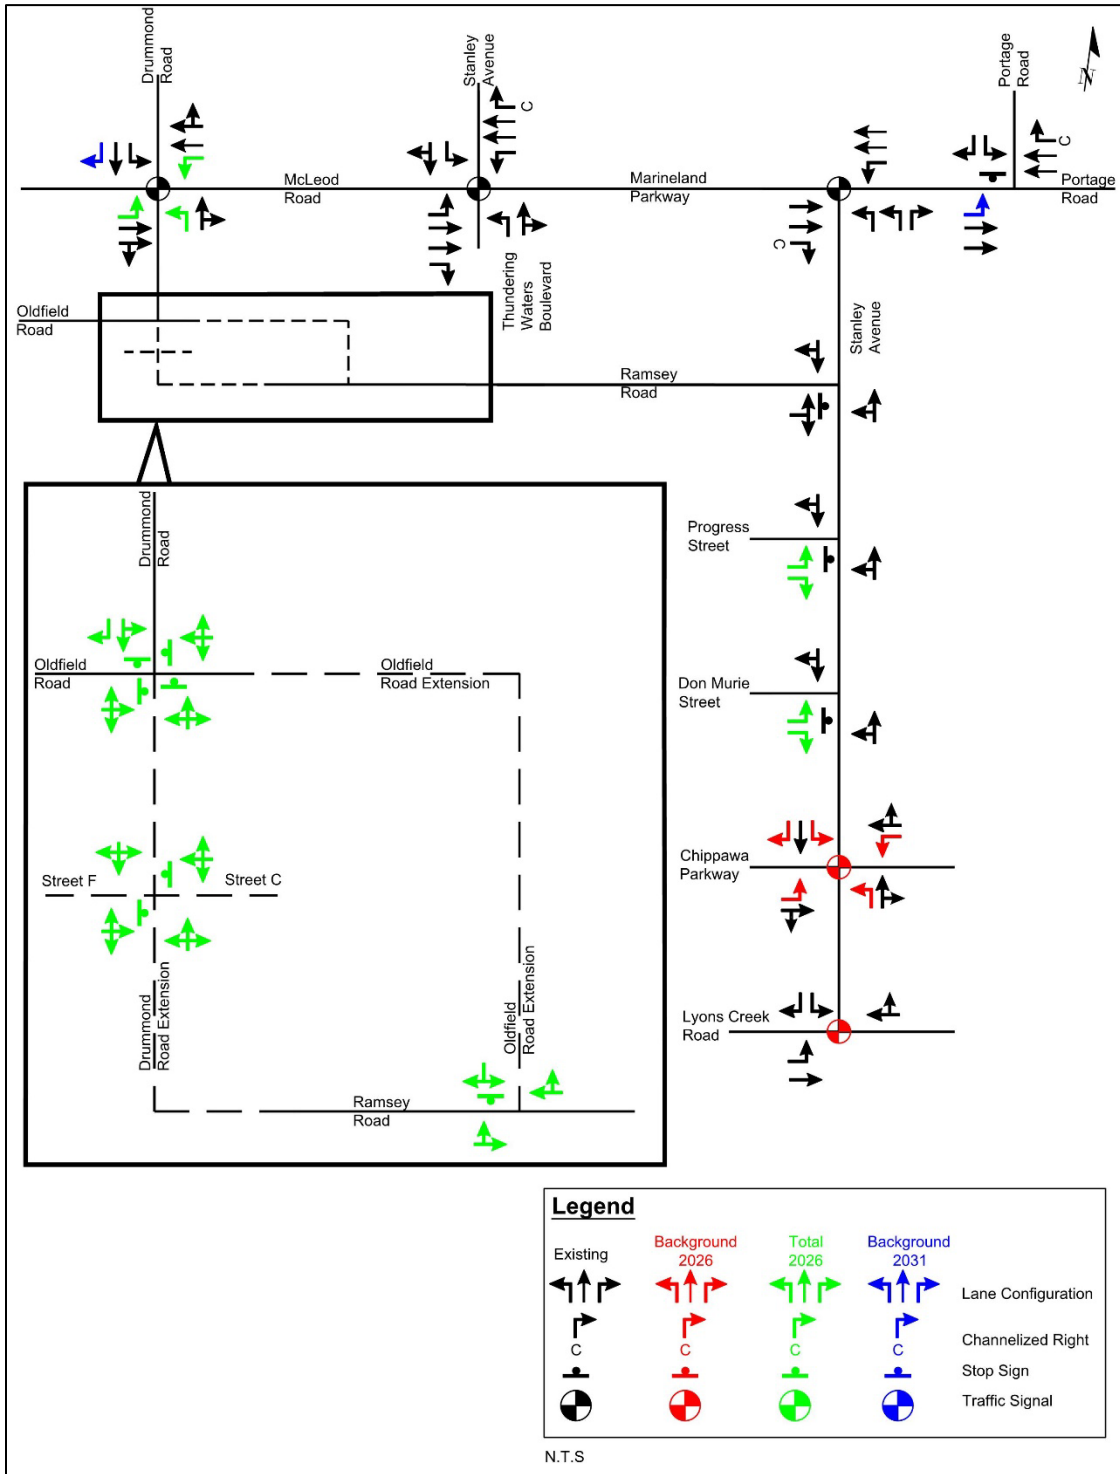 Drummond
Road
Stanley
Avenue
Portage
Road
N
C
C
McLeod
Road
Marineland
Parkway
Portage
Road
C
Thundering
Waters
Boulevard
Stanley
Avenue
Oldfield
Road
Ramsey
Road
Drummond
Road
Progress
Street
Oldfield
Road
Oldfield
Road Extension
Don Murie
Street
Chippawa
Parkway
Street F
Street C
Drummond
Road Extension
Oldfield
Road Extension
Lyons Creek
Road
Ramsey
Road
Legend
Existing
Background
2026
Total
2026
Background
2031
Lane Configuration
Channelized Right
C
C
C
C
Stop Sign
Traffic Signal
N.T.S